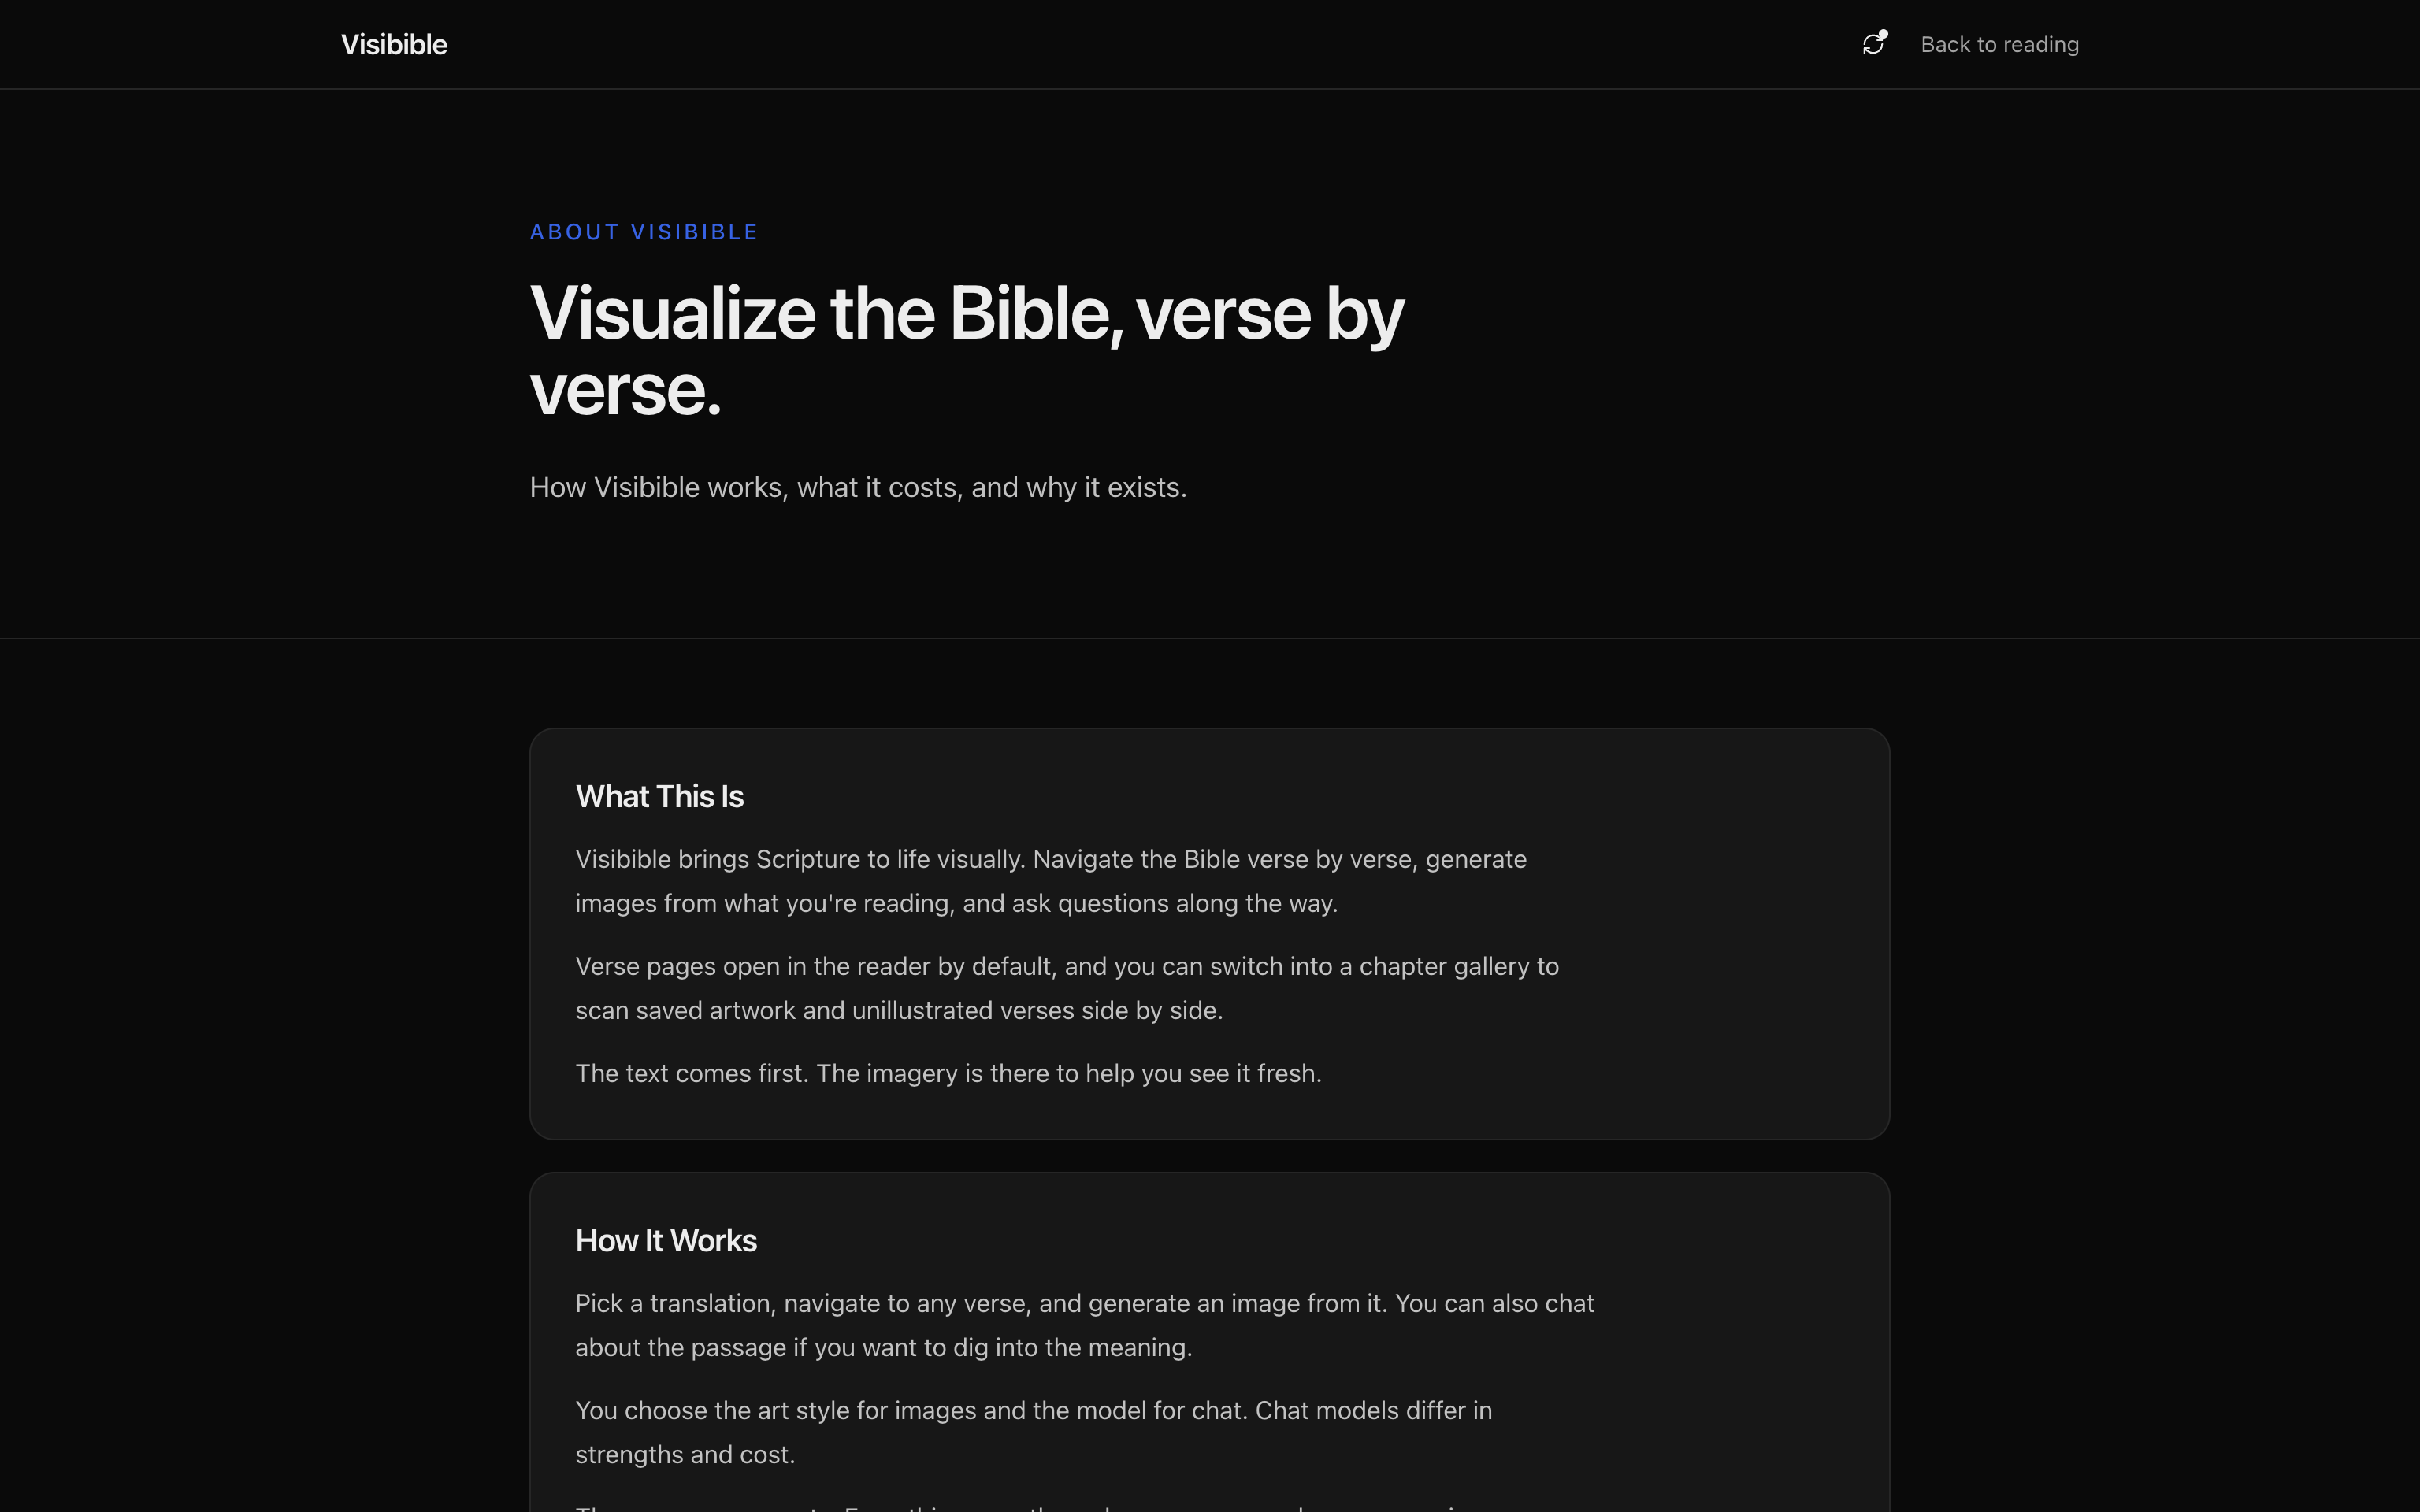 Visibible
Back to reading
ABOUT VISIBIBLE
Visualize the Bible, verse by
verse.
How Visibible works, what it costs, and why it exists.
What This Is
Visibible brings Scripture to life visually. Navigate the Bible verse by verse, generate
images from what you're reading, and ask questions along the way.
Verse pages open in the reader by default, and you can switch into a chapter gallery to
scan saved artwork and unillustrated verses side by side.
The text comes first. The imagery is there to help you see it fresh.
How It Works
Pick a translation, navigate to any verse, and generate an image from it. You can also chat
about the passage if you want to dig into the meaning.
You choose the art style for images and the model for chat. Chat models differ in
strengths and cost.